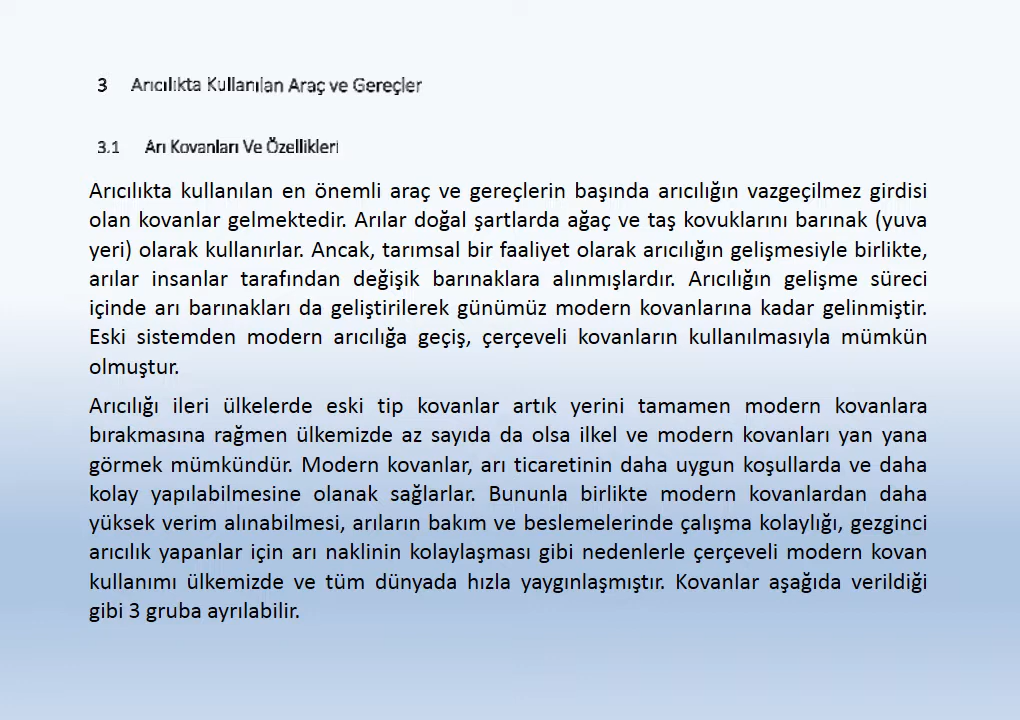 3 Arıcılıkta Kullanılan Araç ve Gereçler
3.1 Arı Kovanları Ve Özellikleri
Arıcılıkta kullanılan en önemli araç ve gereçlerin başında arıcılığın vazgeçilmez girdisi
olan kovanlar gelmektedir. Arılar doğal şartlarda ağaç ve taş kovuklarını barınak (yuva
yeri) olarak kullanırlar. Ancak, tarımsal bir faaliyet olarak arıcılığın gelişmesiyle birlikte,
arılar insanlar tarafından değişik barınaklara alınmışlardır. Arıcılığın gelişme süreci
içinde arı barınakları da geliştirilerek günümüz modern kovanlarına kadar gelinmiştir.
Eski sistemden modern arıcılığa geçiş, çerçeveli kovanların kullanılmasıyla mümkün
olmuştur.
Arıcılığı ileri ülkelerde eski tip kovanlar artık yerini tamamen modern kovanlara
bırakmasına rağmen ülkemizde az sayıda da olsa ilkel ve modern kovanları yan yana
görmek mümkündür. Modern kovanlar, arı ticaretinin daha uygun koşullarda ve daha
kolay yapılabilmesine olanak sağlarlar. Bununla birlikte modern kovanlardan daha
yüksek verim alınabilmesi, arıların bakım ve beslemelerinde çalışma kolaylığı, gezginci
arıcılık yapanlar için arı naklinin kolaylaşması gibi nedenlerle çerçeveli modern kovan
kullanımı ülkemizde ve tüm dünyada hızla yaygınlaşmıştır. Kovanlar aşağıda verildiği
gibi 3 gruba ayrılabilir.